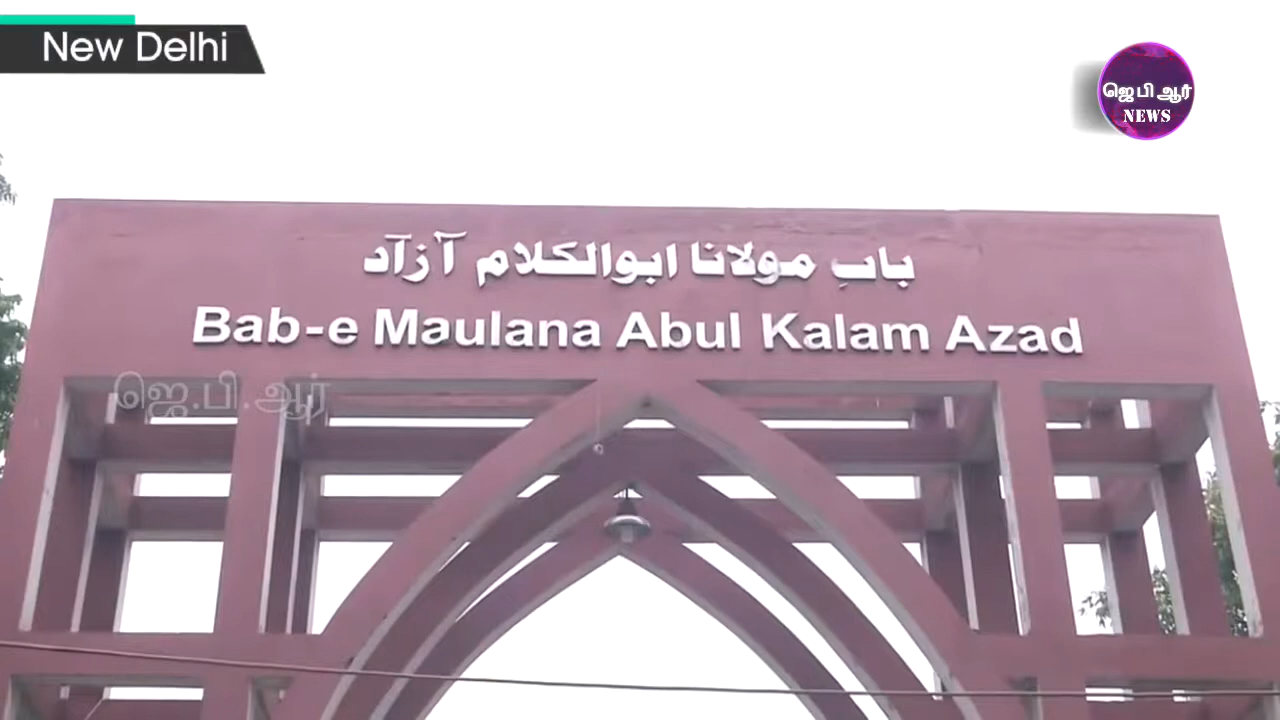 New Delhi
ஜெ பி ஆர்
NEWS
بابِ مولانا ابوالکلام آزاد
Bab-e Maulana Abul Kalam Azad
ஜெ.பி.ஆர்